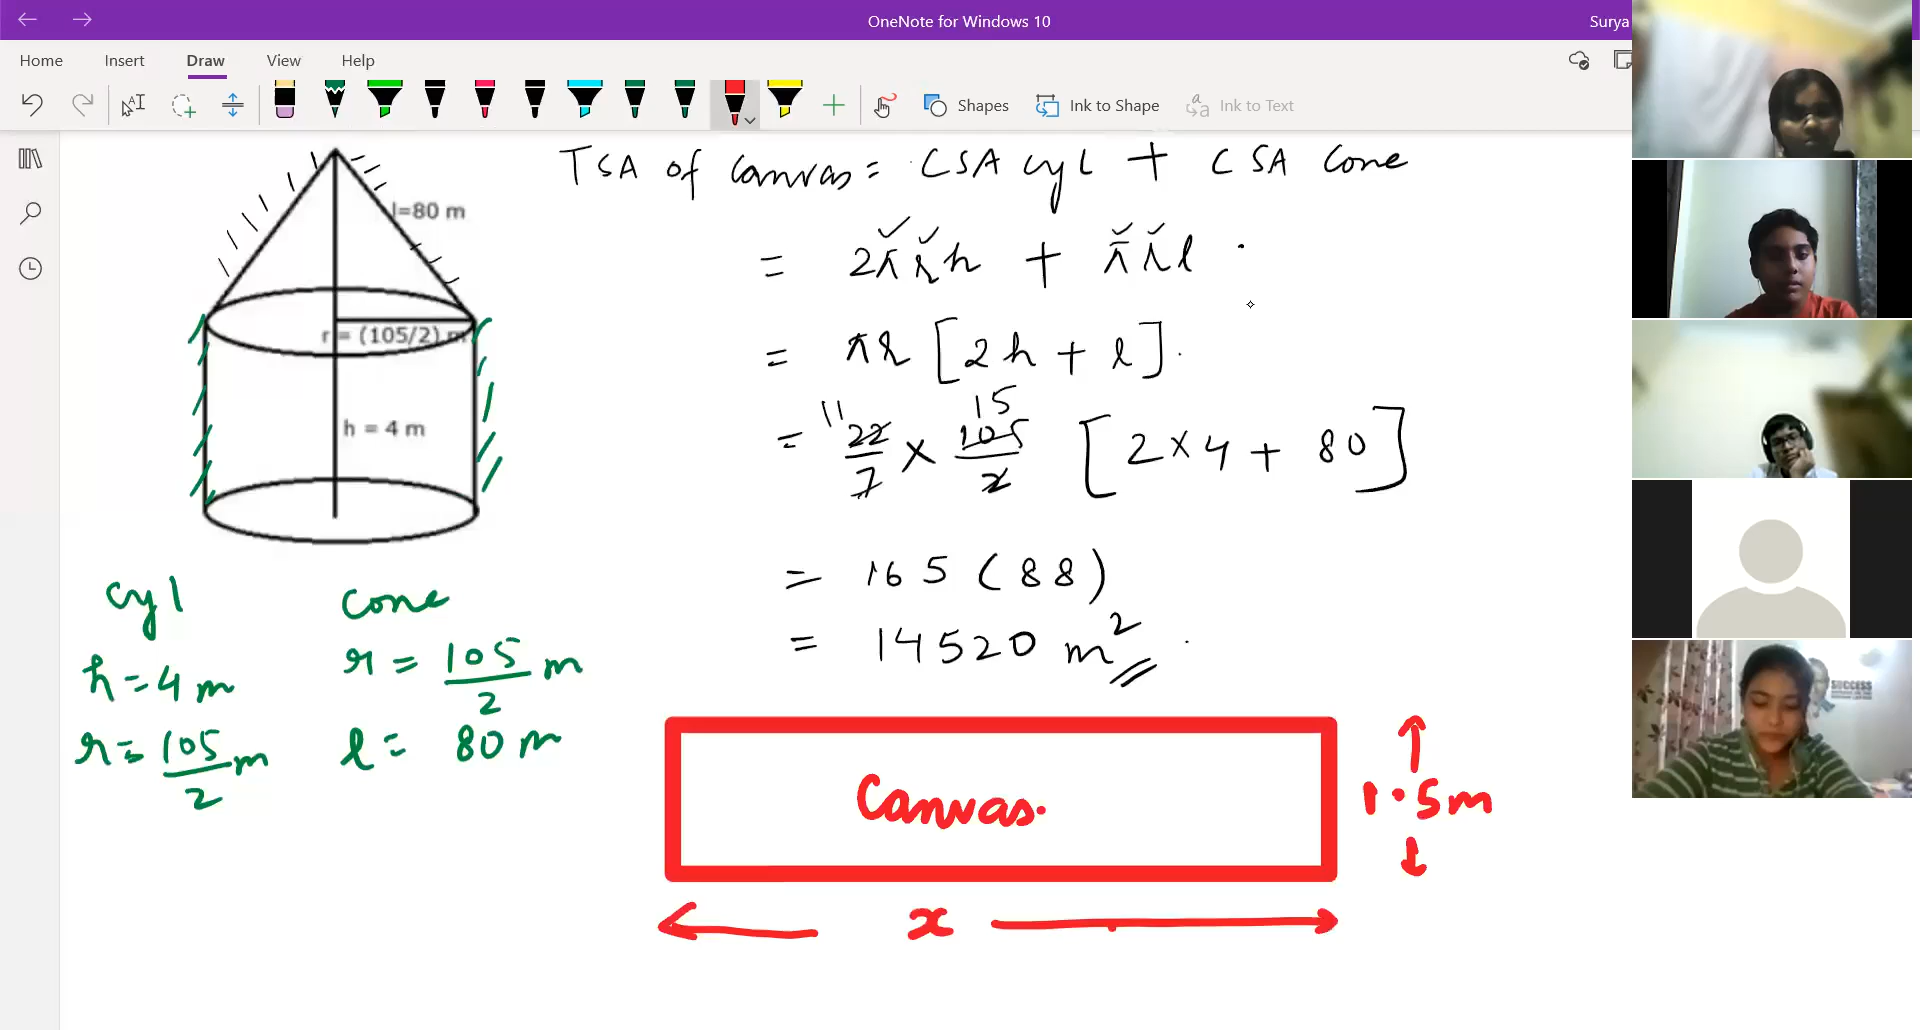 OneNote for Windows 10
Surya
Home Insert Draw View Help
Shapes Ink to Shape Ink to Text
l=80 m
r = (105/2) m
h = 4 m
TSA of Canvas = CSA cyl + CSA Cone
= 2πrh + πrl
= πr [2h + l]
11 15
= 22/7 × 105/2 [2×4 + 80]
= 165 (88)
= 14520 m²
cyl
h = 4 m
r = 105/2 m
cone
r = 105/2 m
l = 80 m
Canvas.
1.5m
x
SUCCESS